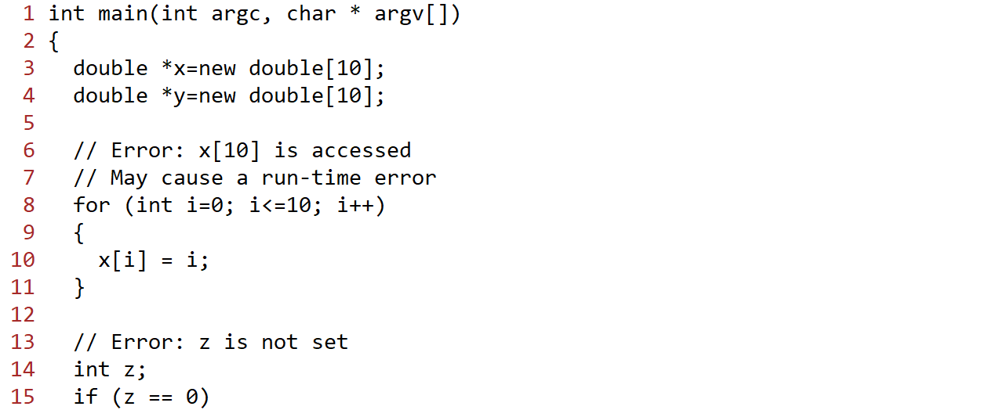 1 int main(int argc, char * argv[])
2 {
3   double *x=new double[10];
4   double *y=new double[10];
5
6   // Error: x[10] is accessed
7   // May cause a run-time error
8   for (int i=0; i<=10; i++)
9   {
10     x[i] = i;
11   }
12
13   // Error: z is not set
14   int z;
15   if (z == 0)